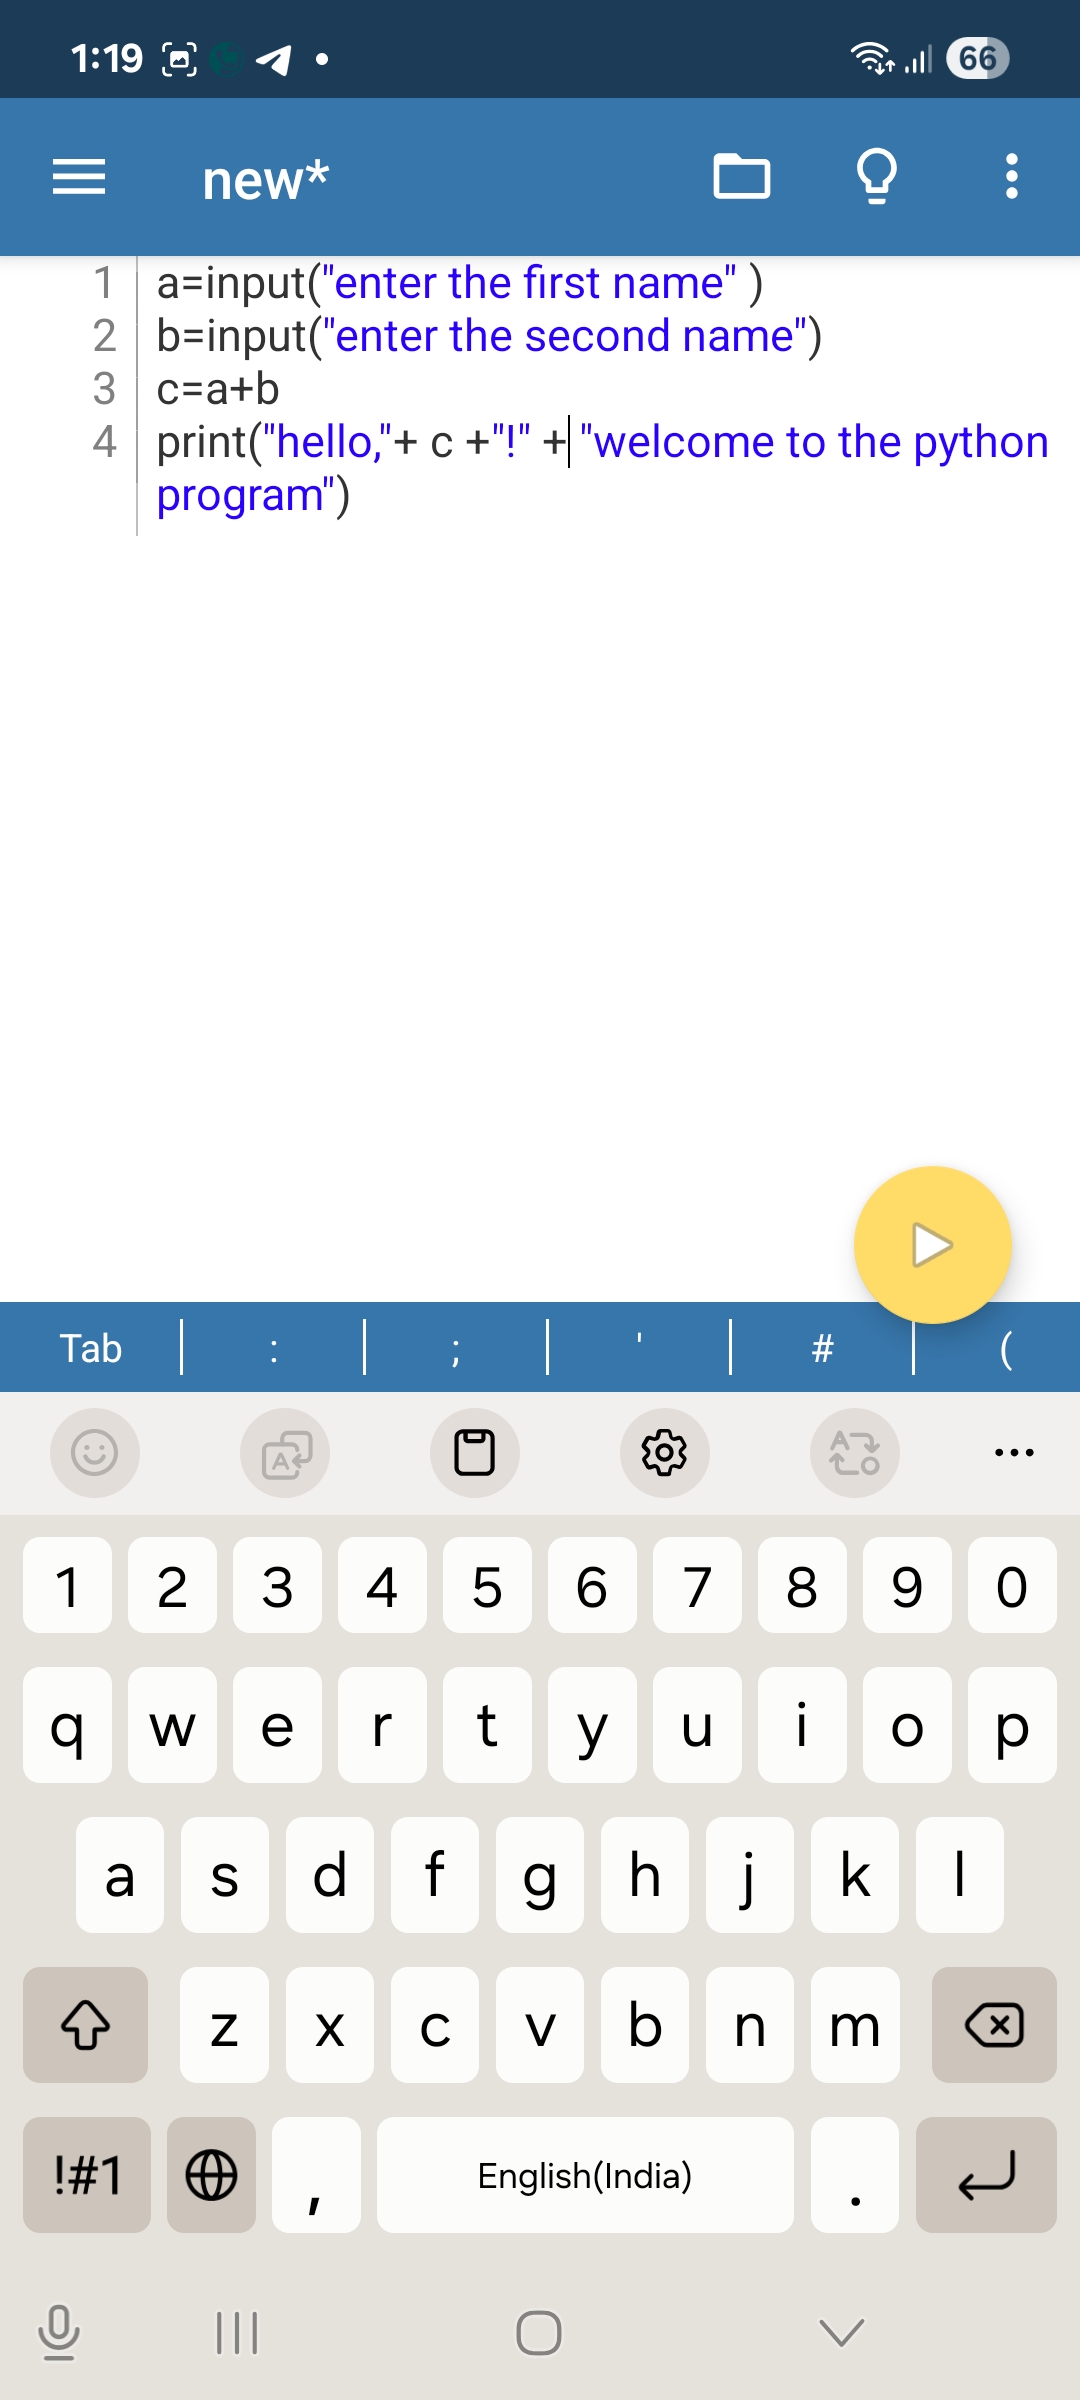 1:19
66
new*
1 a=input("enter the first name" )
2 b=input("enter the second name")
3 c=a+b
4 print("hello,"+ c +"!" + "welcome to the python
program")
Tab : ; ' # (
1 2 3 4 5 6 7 8 9 0
q w e r t y u i o p
a s d f g h j k l
z x c v b n m
!#1 , English(India) .